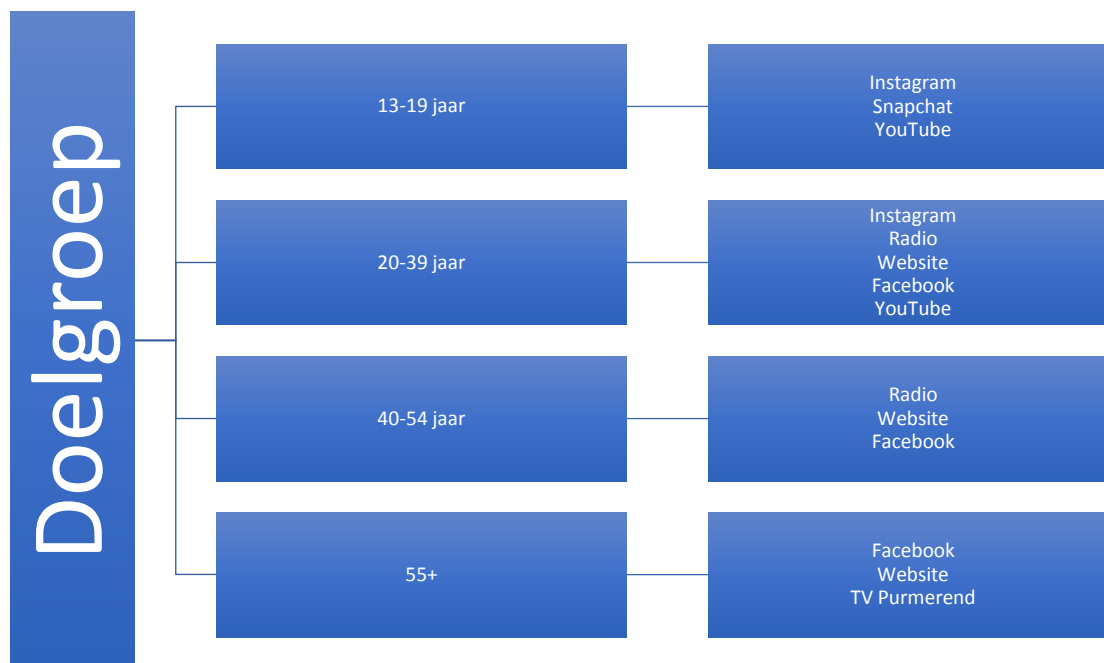 Doelgroep
13-19 jaar
Instagram
Snapchat
YouTube
20-39 jaar
Instagram
Radio
Website
Facebook
YouTube
40-54 jaar
Radio
Website
Facebook
55+
Facebook
Website
TV Purmerend